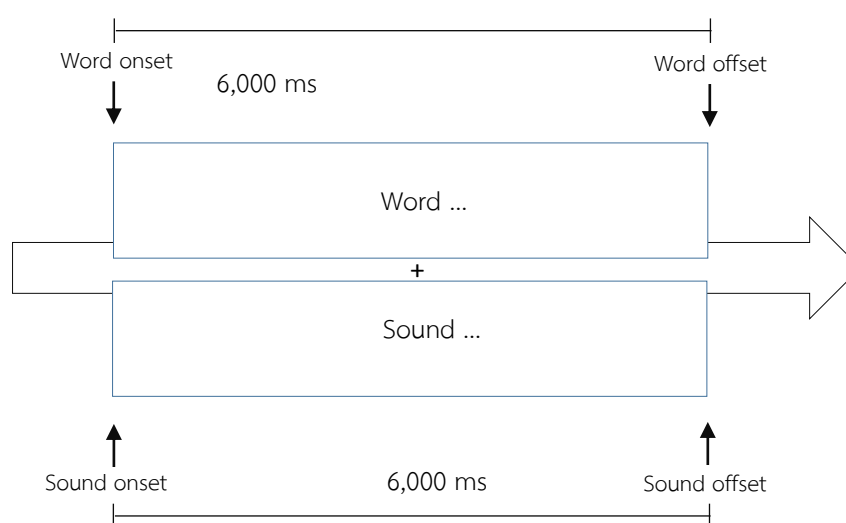 Word onset
Word offset
6,000 ms
Word ...
+
Sound ...
Sound onset
6,000 ms
Sound offset